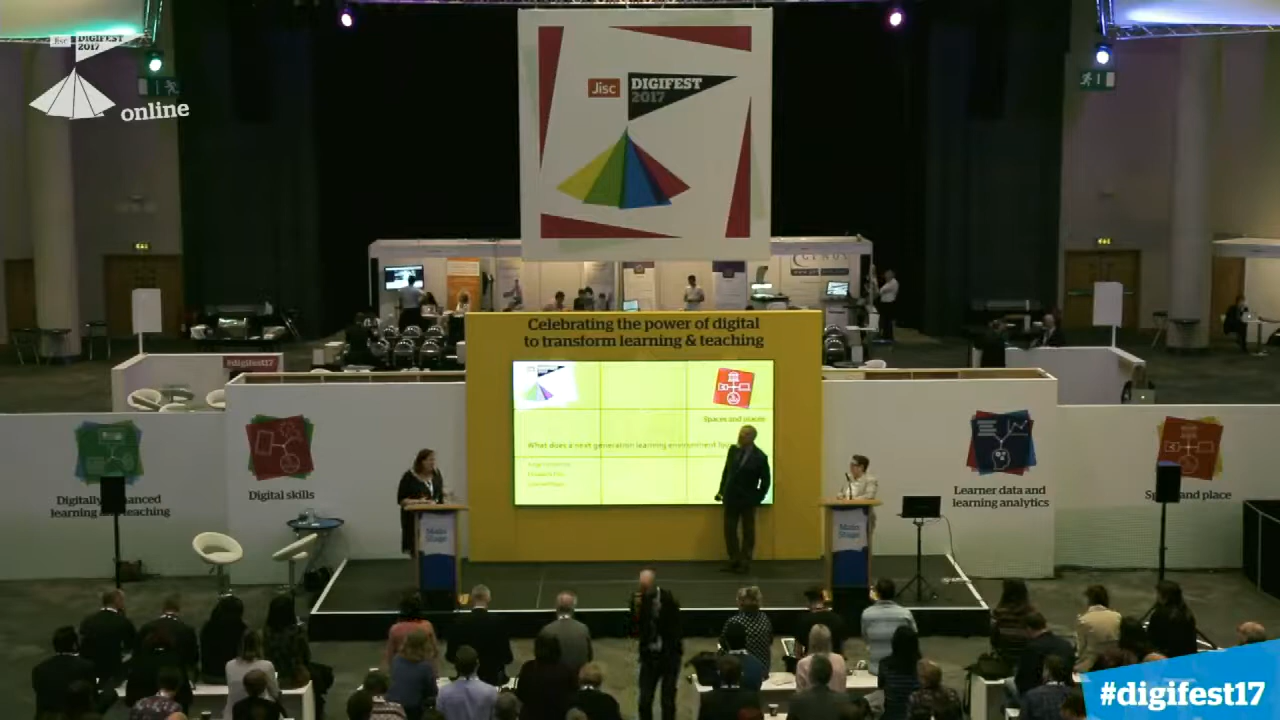 Jisc DIGIFEST
2017
online
Jisc DIGIFEST
2017
Celebrating the power of digital
to transform learning & teaching
#digifest17
Spaces and places
What does a next generation learning environment
Digital skills
Learner data and
learning analytics
learning
teaching
and place
Main
Stage
Main
Stage
#digifest17